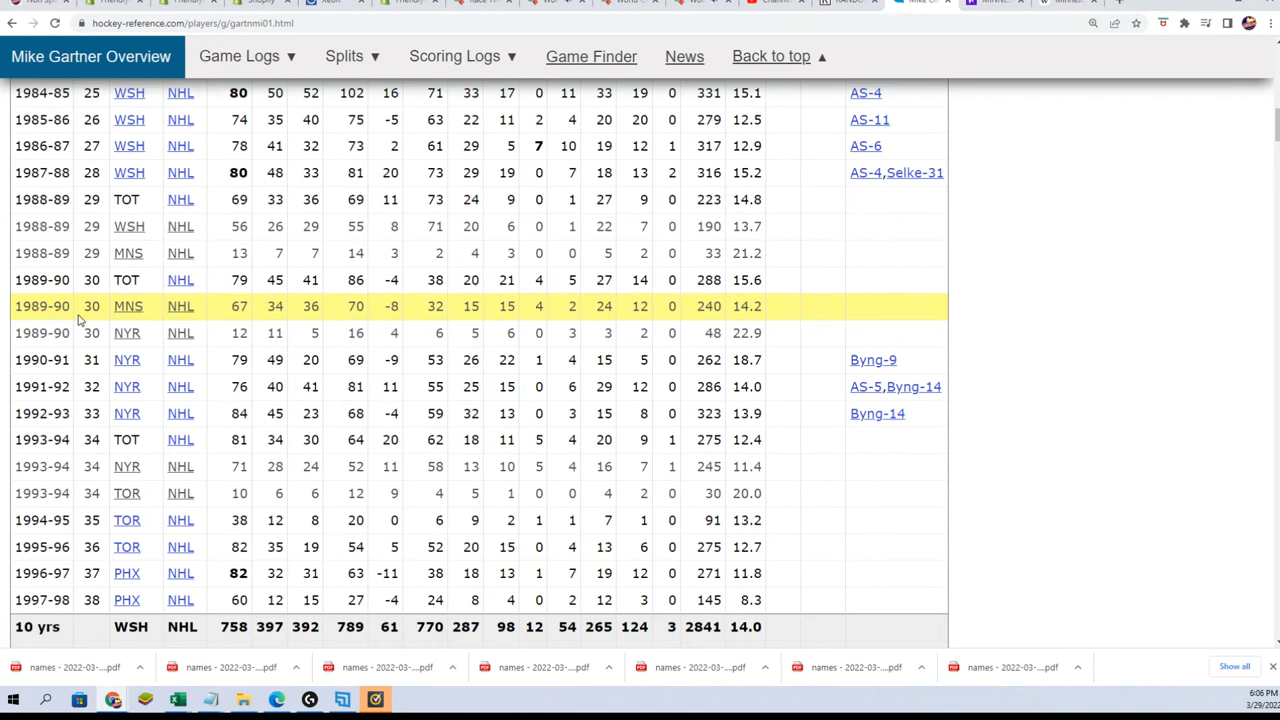 hockey-reference.com/players/g/gartnmi01.html
Mike Gartner Overview Game Logs ▼ Splits ▼ Scoring Logs ▼ Game Finder News Back to top ▲
1984-85 25 WSH NHL 80 50 52 102 16 71 33 17 0 11 33 19 0 331 15.1 AS-4
1985-86 26 WSH NHL 74 35 40 75 -5 63 22 11 2 4 20 20 0 279 12.5 AS-11
1986-87 27 WSH NHL 78 41 32 73 2 61 29 5 7 10 19 12 1 317 12.9 AS-6
1987-88 28 WSH NHL 80 48 33 81 20 73 29 19 0 7 18 13 2 316 15.2 AS-4,Selke-31
1988-89 29 TOT NHL 69 33 36 69 11 73 24 9 0 1 27 9 0 223 14.8
1988-89 29 WSH NHL 56 26 29 55 8 71 20 6 0 1 22 7 0 190 13.7
1988-89 29 MNS NHL 13 7 7 14 3 2 4 3 0 0 5 2 0 33 21.2
1989-90 30 TOT NHL 79 45 41 86 -4 38 20 21 4 5 27 14 0 288 15.6
1989-90 30 MNS NHL 67 34 36 70 -8 32 15 15 4 2 24 12 0 240 14.2
1989-90 30 NYR NHL 12 11 5 16 4 6 5 6 0 3 3 2 0 48 22.9
1990-91 31 NYR NHL 79 49 20 69 -9 53 26 22 1 4 15 5 0 262 18.7 Byng-9
1991-92 32 NYR NHL 76 40 41 81 11 55 25 15 0 6 29 12 0 286 14.0 AS-5,Byng-14
1992-93 33 NYR NHL 84 45 23 68 -4 59 32 13 0 3 15 8 0 323 13.9 Byng-14
1993-94 34 TOT NHL 81 34 30 64 20 62 18 11 5 4 20 9 1 275 12.4
1993-94 34 NYR NHL 71 28 24 52 11 58 13 10 5 4 16 7 1 245 11.4
1993-94 34 TOR NHL 10 6 6 12 9 4 5 1 0 0 4 2 0 30 20.0
1994-95 35 TOR NHL 38 12 8 20 0 6 9 2 1 1 7 1 0 91 13.2
1995-96 36 TOR NHL 82 35 19 54 5 52 20 15 0 4 13 6 0 275 12.7
1996-97 37 PHX NHL 82 32 31 63 -11 38 18 13 1 7 19 12 0 271 11.8
1997-98 38 PHX NHL 60 12 15 27 -4 24 8 4 0 2 12 3 0 145 8.3
10 yrs WSH NHL 758 397 392 789 61 770 287 98 12 54 265 124 3 2841 14.0
names - 2022-03-....pdf names - 2022-03-....pdf names - 2022-03-....pdf names - 2022-03-....pdf names - 2022-03-....pdf names - 2022-03-....pdf names - 2022-03-....pdf Show all
6:06 PM